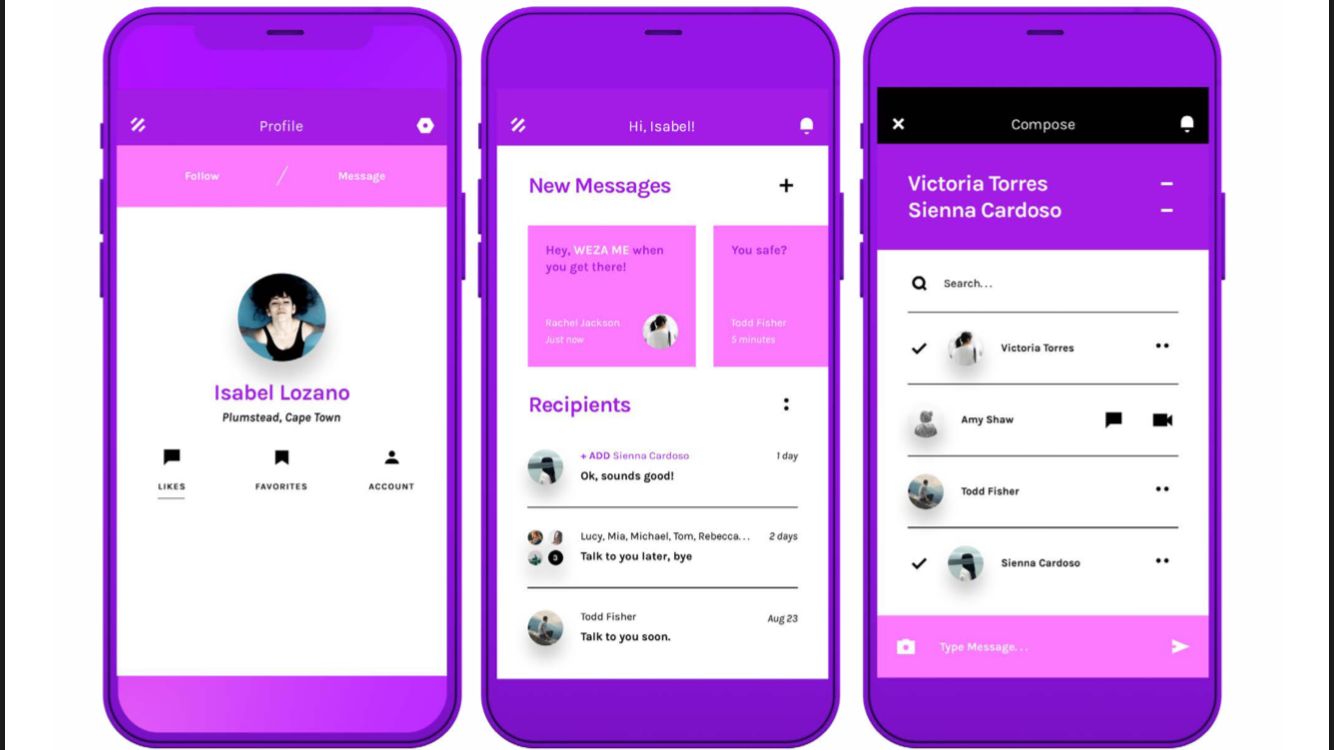 Profile
Follow
Message
Isabel Lozano
Plumstead, Cape Town
LIKES
FAVORITES
ACCOUNT
Hi, Isabel!
New Messages
Hey, WEZA ME when
you get there!
Rachel Jackson
Just now
You safe?
Todd Fisher
5 minutes
Recipients
+ ADD Sienna Cardoso 1 day
Ok, sounds good!
Lucy, Mia, Michael, Tom, Rebecca... 2 days
3
Talk to you later, bye
Todd Fisher Aug 23
Talk to you soon.
Compose
Victoria Torres
Sienna Cardoso
Search...
Victoria Torres
Amy Shaw
Todd Fisher
Sienna Cardoso
Type Message...